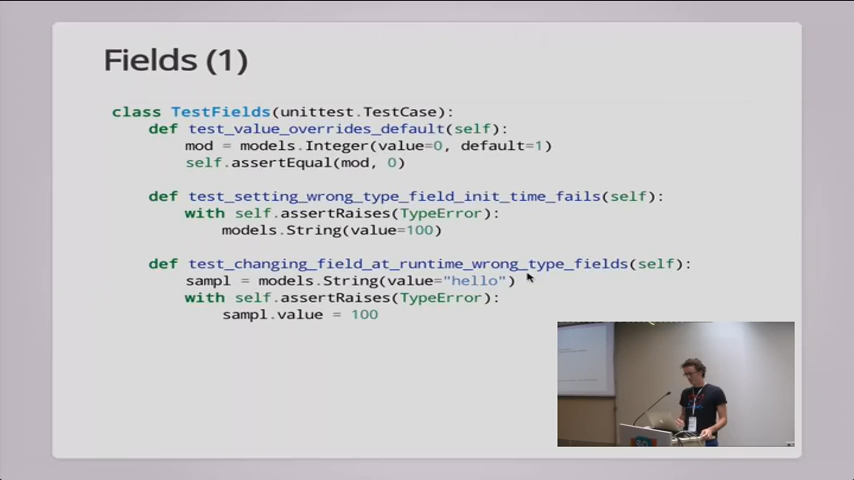 Fields (1)
class TestFields(unittest.TestCase):
def test_value_overrides_default(self):
mod = models.Integer(value=0, default=1)
self.assertEqual(mod, 0)
def test_setting_wrong_type_field_init_time_fails(self):
with self.assertRaises(TypeError):
models.String(value=100)
def test_changing_field_at_runtime_wrong_type_fields(self):
sampl = models.String(value="hello")
with self.assertRaises(TypeError):
sampl.value = 100